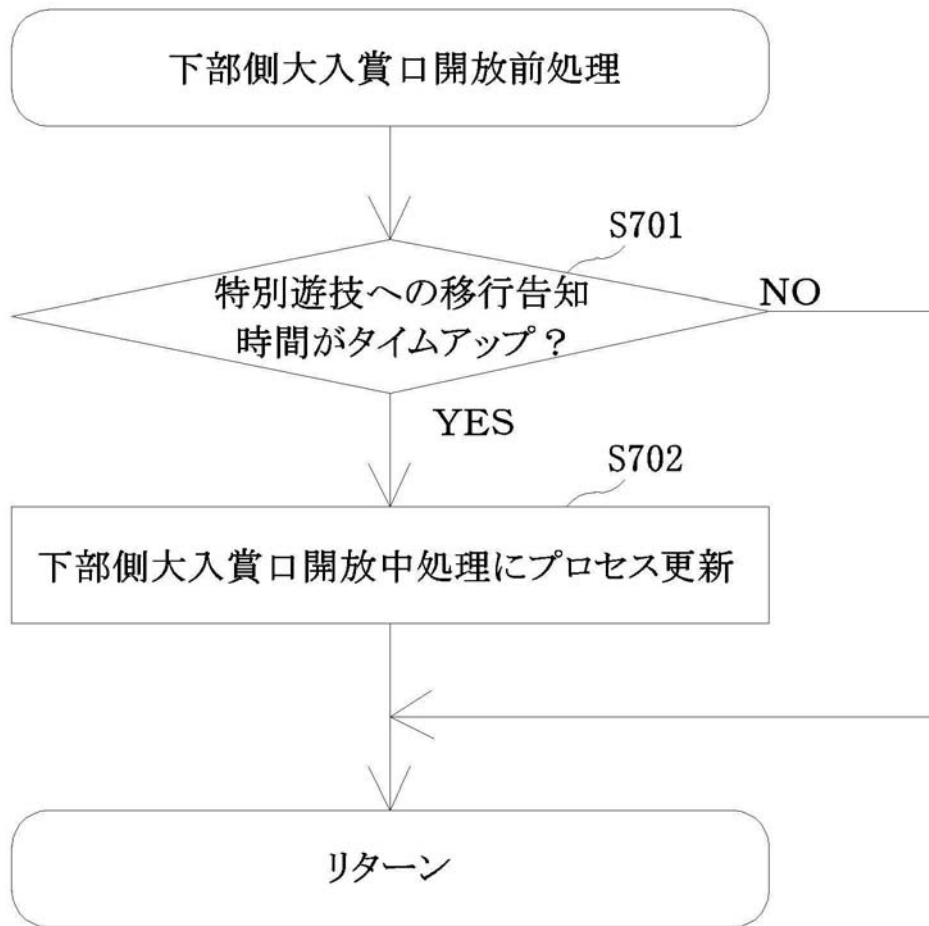 下部側大入賞口開放前処理
S701
特別遊技への移行告知
時間がタイムアップ？
NO
YES
S702
下部側大入賞口開放中処理にプロセス更新
リターン